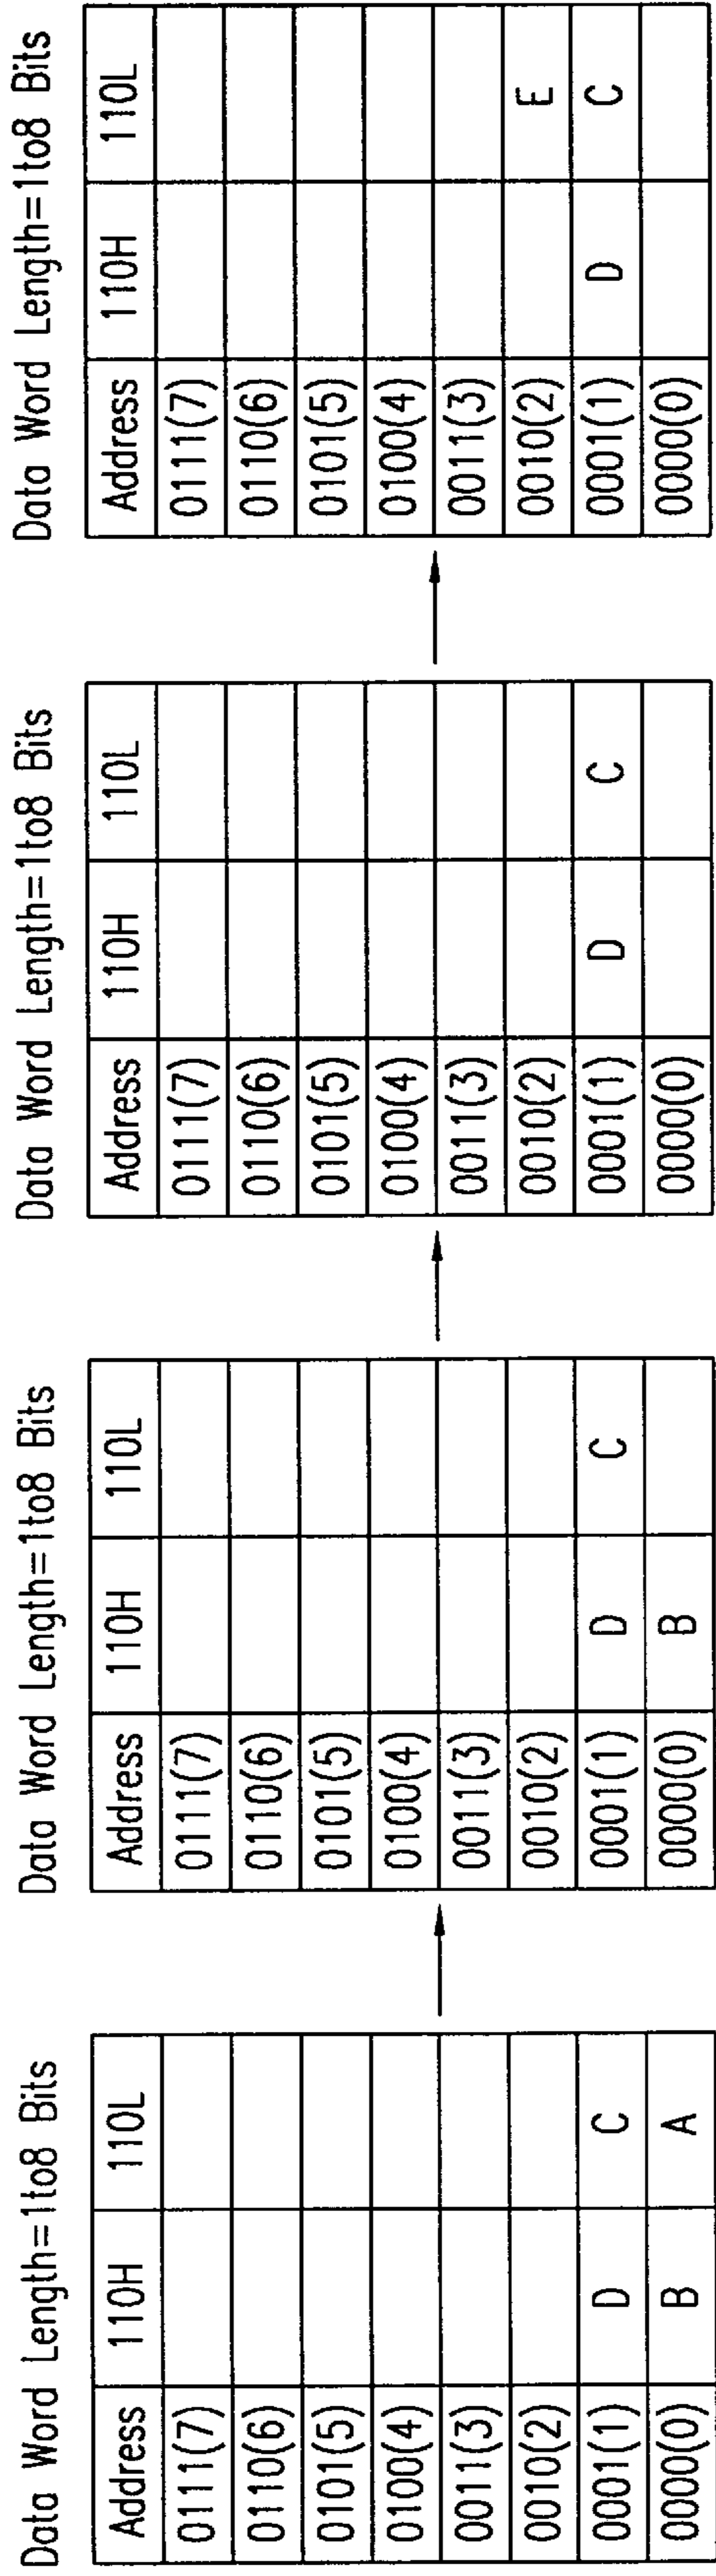 Data Word Length=1to8 Bits
Address 110H 110L
0111(7)
0110(6)
0101(5)
0100(4)
0011(3)
0010(2)
0001(1) D C
0000(0) B A
Data Word Length=1to8 Bits
Address 110H 110L
0111(7)
0110(6)
0101(5)
0100(4)
0011(3)
0010(2)
0001(1) D C
0000(0) B
Data Word Length=1to8 Bits
Address 110H 110L
0111(7)
0110(6)
0101(5)
0100(4)
0011(3)
0010(2)
0001(1) D C
0000(0)
Data Word Length=1to8 Bits
Address 110H 110L
0111(7)
0110(6)
0101(5)
0100(4)
0011(3)
0010(2) E
0001(1) D C
0000(0)